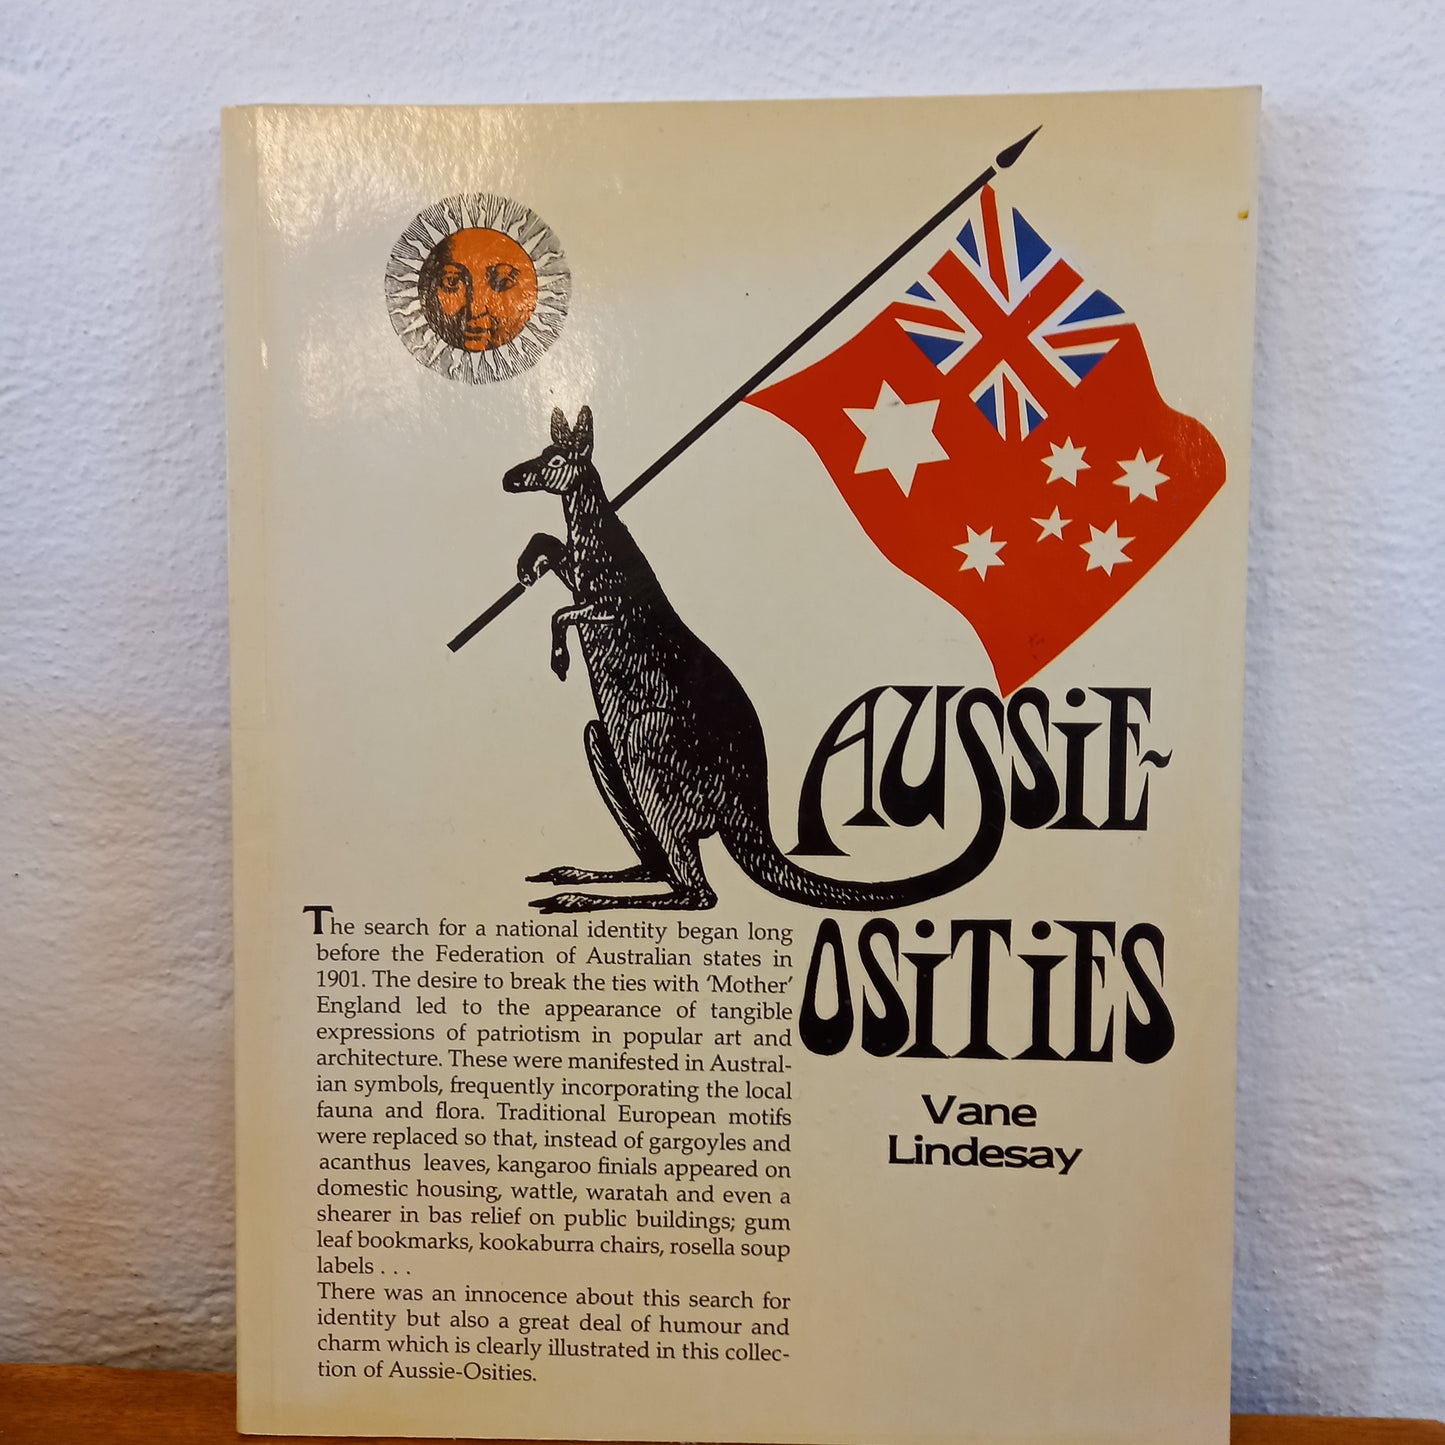 AUSSiE-
OSiTiES
Vane
Lindesay
The search for a national identity began long
before the Federation of Australian states in
1901. The desire to break the ties with ‘Mother’
England led to the appearance of tangible
expressions of patriotism in popular art and
architecture. These were manifested in Austral-
ian symbols, frequently incorporating the local
fauna and flora. Traditional European motifs
were replaced so that, instead of gargoyles and
acanthus leaves, kangaroo finials appeared on
domestic housing, wattle, waratah and even a
shearer in bas relief on public buildings; gum
leaf bookmarks, kookaburra chairs, rosella soup
labels . . .
There was an innocence about this search for
identity but also a great deal of humour and
charm which is clearly illustrated in this collec-
tion of Aussie-Osities.